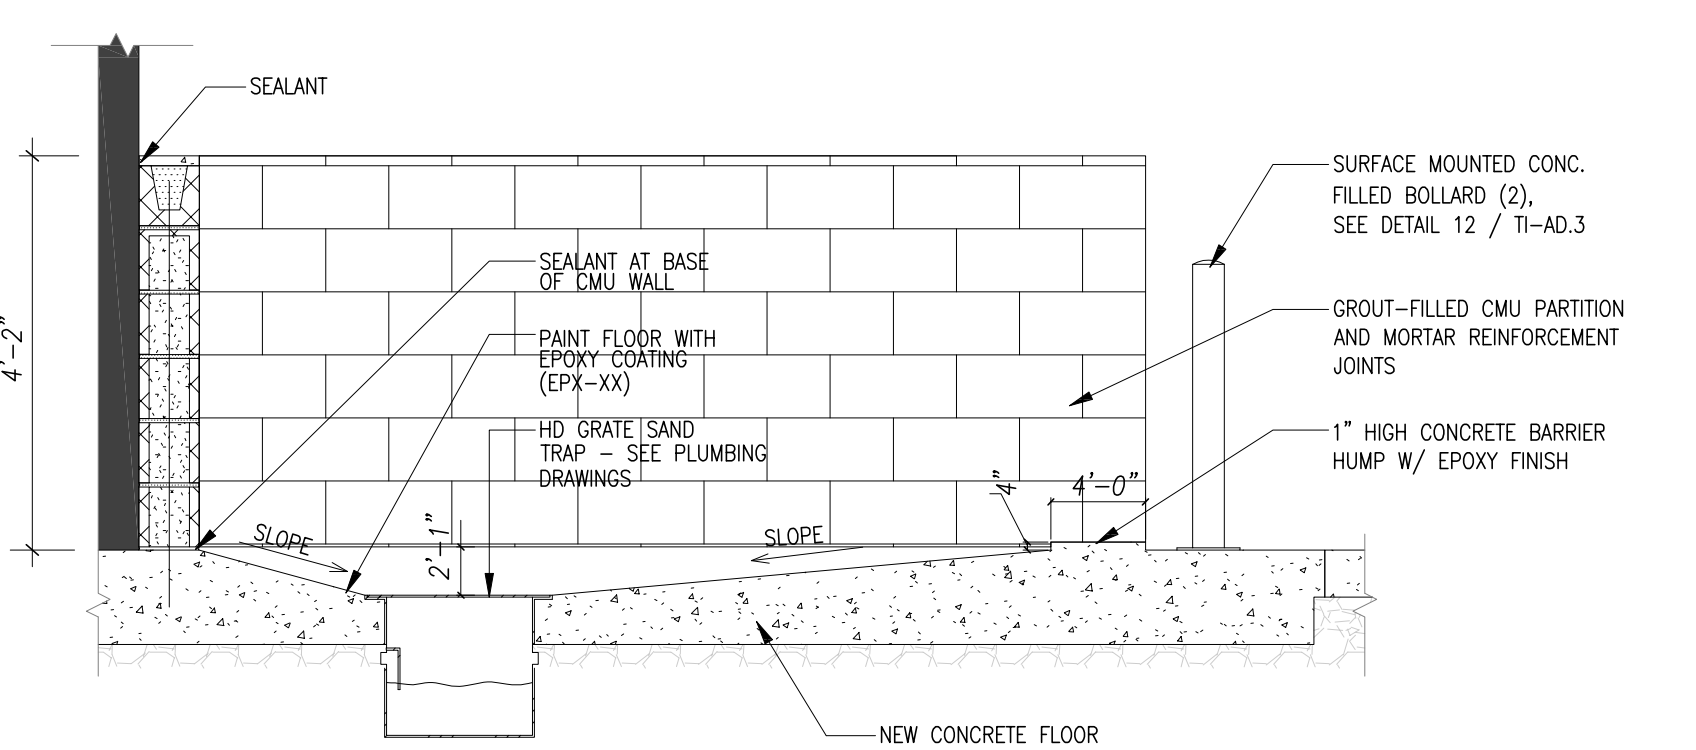 SEALANT
4'-2"
SEALANT AT BASE
OF CMU WALL
PAINT FLOOR WITH
EPOXY COATING
(EPX-XX)
HD GRATE SAND
TRAP - SEE PLUMBING
DRAWINGS
SURFACE MOUNTED CONC.
FILLED BOLLARD (2),
SEE DETAIL 12 / TI-AD.3
GROUT-FILLED CMU PARTITION
AND MORTAR REINFORCEMENT
JOINTS
1" HIGH CONCRETE BARRIER
HUMP W/ EPOXY FINISH
4"
4'-0"
SLOPE
2'-1"
SLOPE
NEW CONCRETE FLOOR